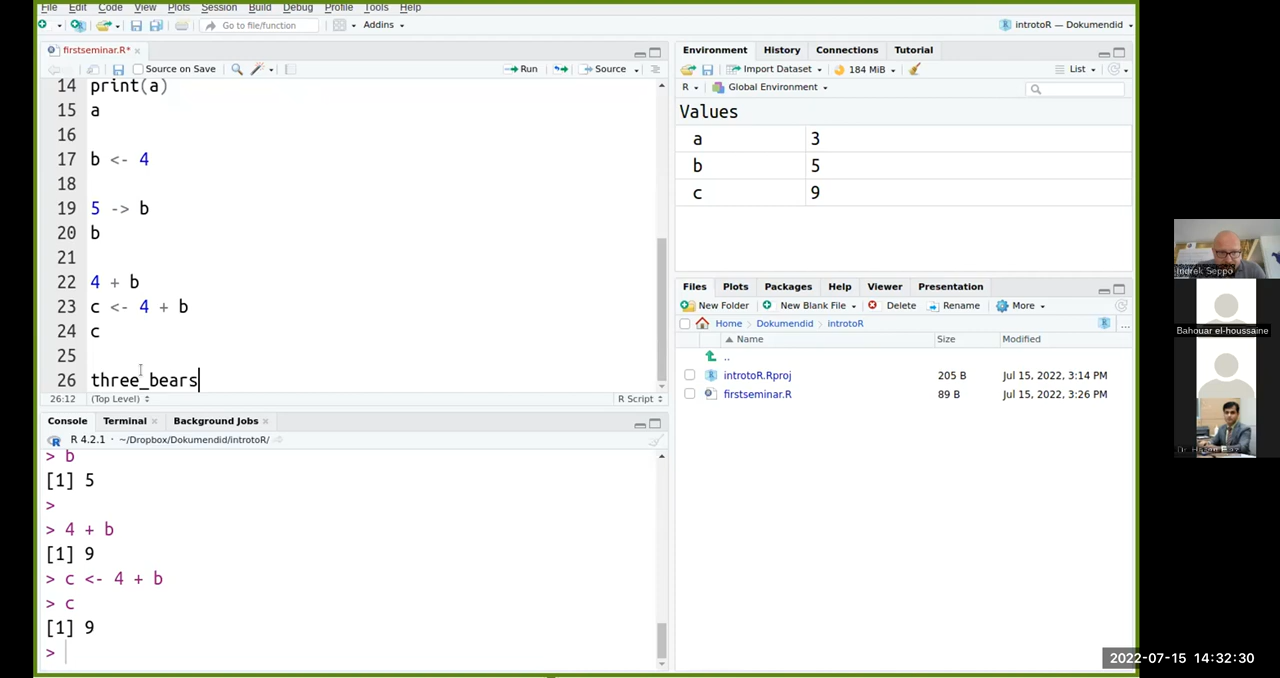 File Edit Code View Plots Session Build Debug Profile Tools Help
Go to file/function Addins introtoR — Dokumendid
firstseminar.R*
Source on Save Run Source
14 print(a)
15 a
16
17 b <- 4
18
19 5 -> b
20 b
21
22 4 + b
23 c <- 4 + b
24 c
25
26 three_bears
26:12 (Top Level) R Script
Console Terminal Background Jobs
R 4.2.1 · ~/Dropbox/Dokumendid/introtoR/
> b
[1] 5
>
> 4 + b
[1] 9
> c <- 4 + b
> c
[1] 9
>
Environment History Connections Tutorial
Import Dataset 184 MiB List
R Global Environment
Values
a 3
b 5
c 9
Files Plots Packages Help Viewer Presentation
New Folder New Blank File Delete Rename More
Home Dokumendid introtoR
Name Size Modified
..
introtoR.Rproj 205 B Jul 15, 2022, 3:14 PM
firstseminar.R 89 B Jul 15, 2022, 3:26 PM
Indrek Seppo
Bahouar el-houssaine
2022-07-15 14:32:30